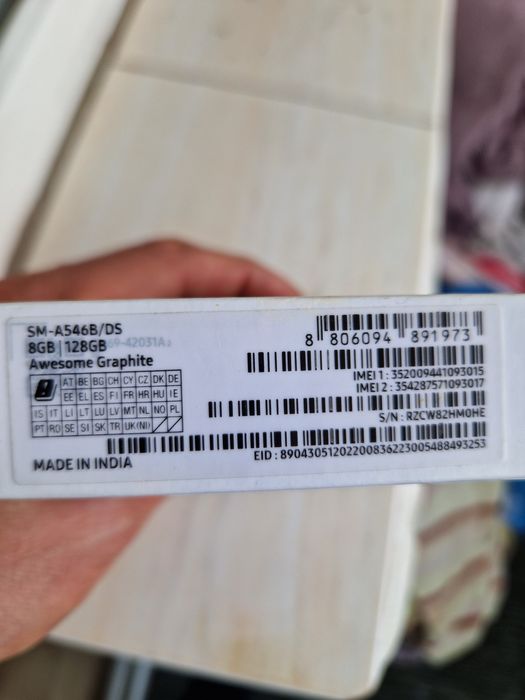 SM-A546B/DS
8GB | 128GB
Awesome Graphite
AT BE BG CH CY CZ DK DE
EE EL ES FI FR HR HU IE
IS IT LI LT LU LV MT NL NO PL
PT RO SE SI SK TR UK(NI)
MADE IN INDIA
8 806094 891973
IMEI 1 : 352009441093015
IMEI 2 : 354287571093017
S/N : RZCW82HM0HE
EID : 89043051202200836223005488493253